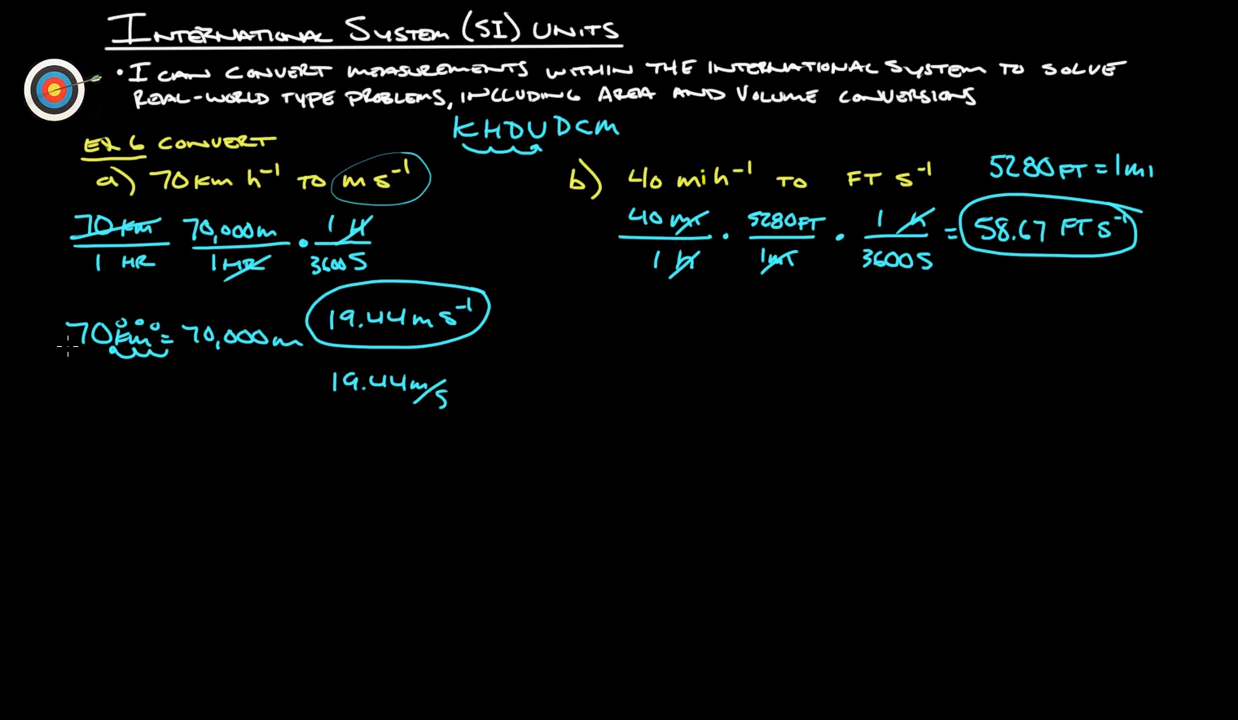 INTERNATIONAL SYSTEM (SI) UNITS
• I CAN CONVERT MEASUREMENTS WITHIN THE INTERNATIONAL SYSTEM TO SOLVE
REAL-WORLD TYPE PROBLEMS, INCLUDING AREA AND VOLUME CONVERSIONS
KHDUDCM
EX 6 CONVERT
a) 70 Km h⁻¹ TO m s⁻¹
70 Km / 1 HR 70,000m / 1 HR • 1 H / 3600 S
70 Km = 70,000m
19.44 m s⁻¹
19.44 m/s
b) 40 mi h⁻¹ TO FT s⁻¹
5280 FT = 1 mi
40 mi / 1 h • 5280 FT / 1 mi • 1 h / 3600 S = 58.67 FT s⁻¹